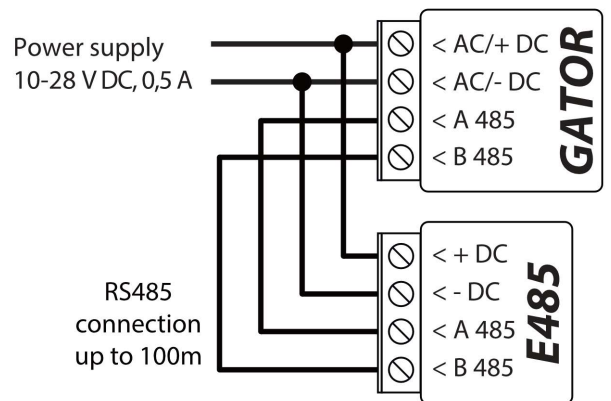 Power supply
10-28 V DC, 0,5 A
< AC/+ DC
< AC/- DC
< A 485
< B 485
GATOR
RS485
connection
up to 100m
< + DC
< - DC
< A 485
< B 485
E485